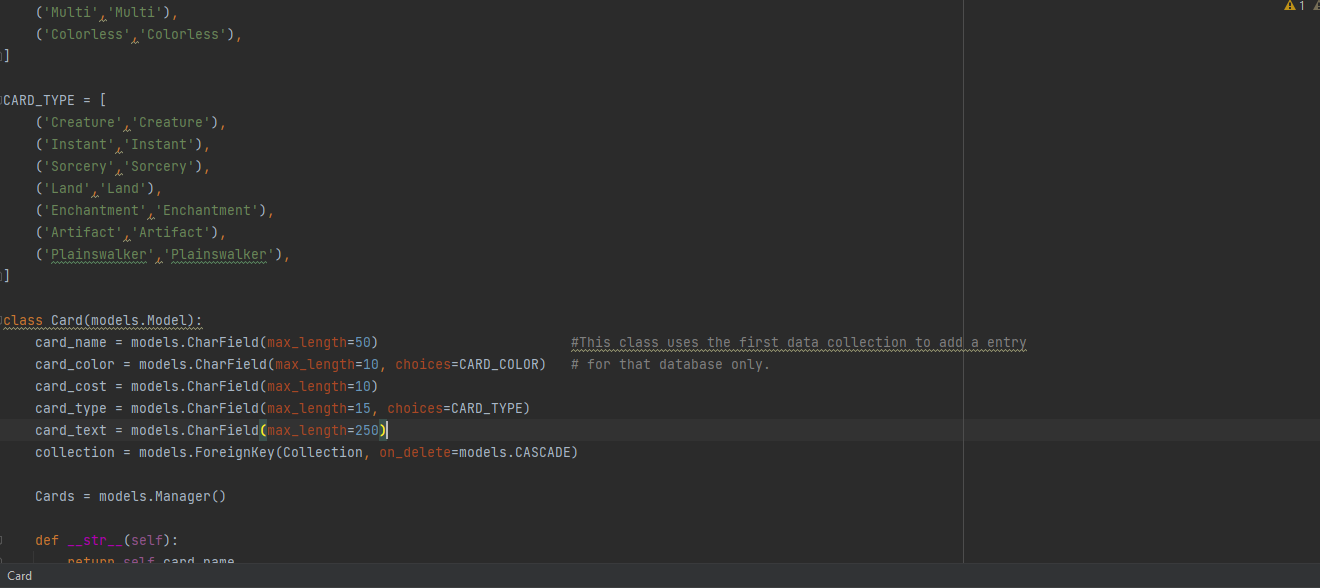 ('Multi','Multi'),
('Colorless','Colorless'),
]
CARD_TYPE = [
('Creature','Creature'),
('Instant','Instant'),
('Sorcery','Sorcery'),
('Land','Land'),
('Enchantment','Enchantment'),
('Artifact','Artifact'),
('Plainswalker','Plainswalker'),
]
class Card(models.Model):
card_name = models.CharField(max_length=50) #This class uses the first data collection to add a entry
card_color = models.CharField(max_length=10, choices=CARD_COLOR) # for that database only.
card_cost = models.CharField(max_length=10)
card_type = models.CharField(max_length=15, choices=CARD_TYPE)
card_text = models.CharField(max_length=250)
collection = models.ForeignKey(Collection, on_delete=models.CASCADE)
Cards = models.Manager()
def __str__(self):
return self.card_name
Card
1